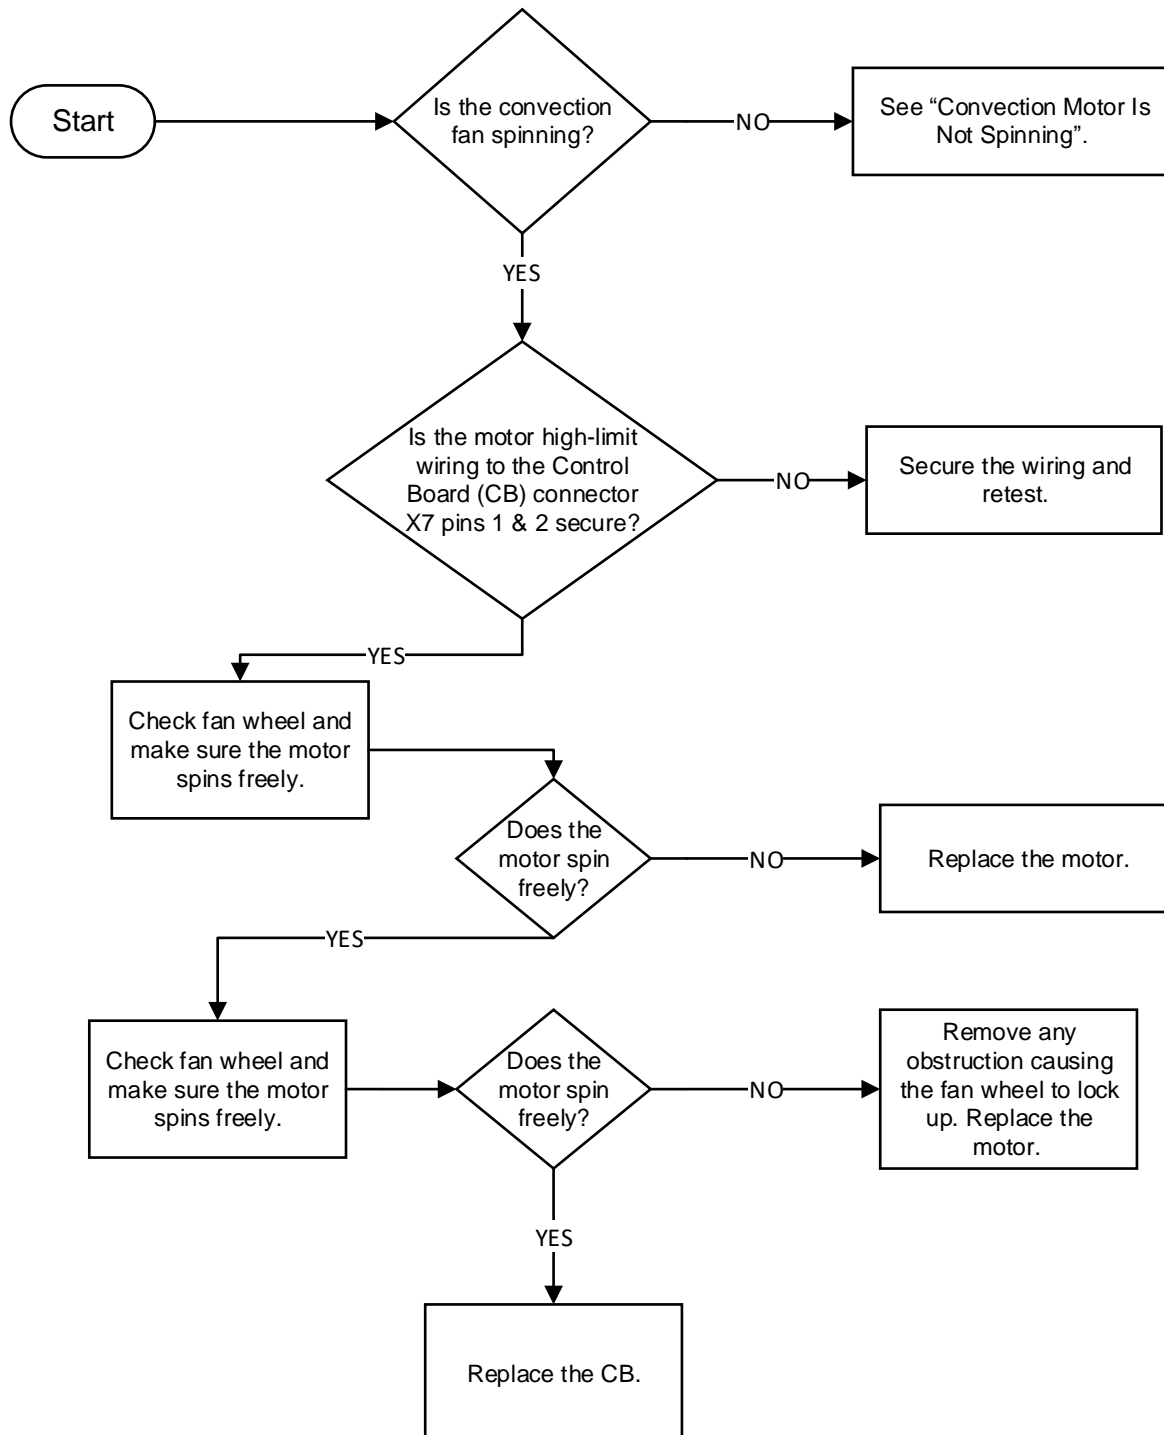 Start
Is the convection
fan spinning?
NO
See “Convection Motor Is
Not Spinning”.
YES
Is the motor high-limit
wiring to the Control
Board (CB) connector
X7 pins 1 & 2 secure?
NO
Secure the wiring and
retest.
YES
Check fan wheel and
make sure the motor
spins freely.
Does the
motor spin
freely?
NO
Replace the motor.
YES
Check fan wheel and
make sure the motor
spins freely.
Does the
motor spin
freely?
NO
Remove any
obstruction causing
the fan wheel to lock
up. Replace the
motor.
YES
Replace the CB.